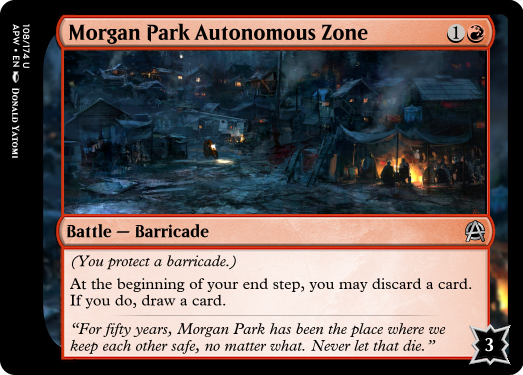 Morgan Park Autonomous Zone 1
Battle — Barricade
(You protect a barricade.)
At the beginning of your end step, you may discard a card.
If you do, draw a card.
“For fifty years, Morgan Park has been the place where we
keep each other safe, no matter what. Never let that die.”
3
108/174 U
APW • EN Donald Yatomi